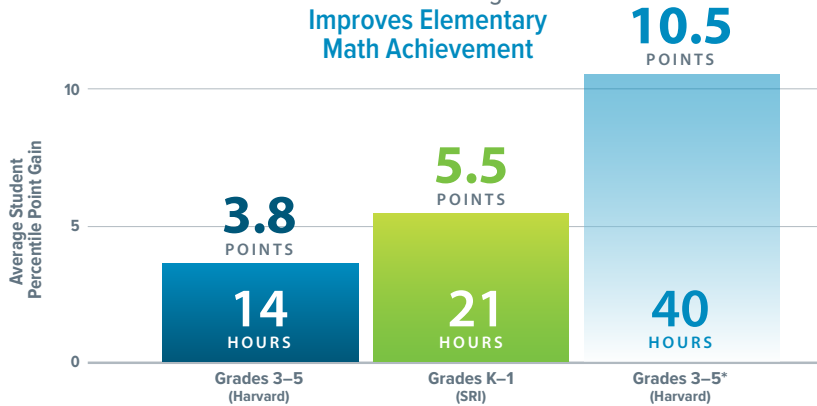 Improves Elementary
Math Achievement
10.5
POINTS
10
5.5
POINTS
3.8
POINTS
5
Average Student
Percentile Point Gain
14
HOURS
21
HOURS
40
HOURS
0
Grades 3–5
(Harvard)
Grades K–1
(SRI)
Grades 3–5*
(Harvard)